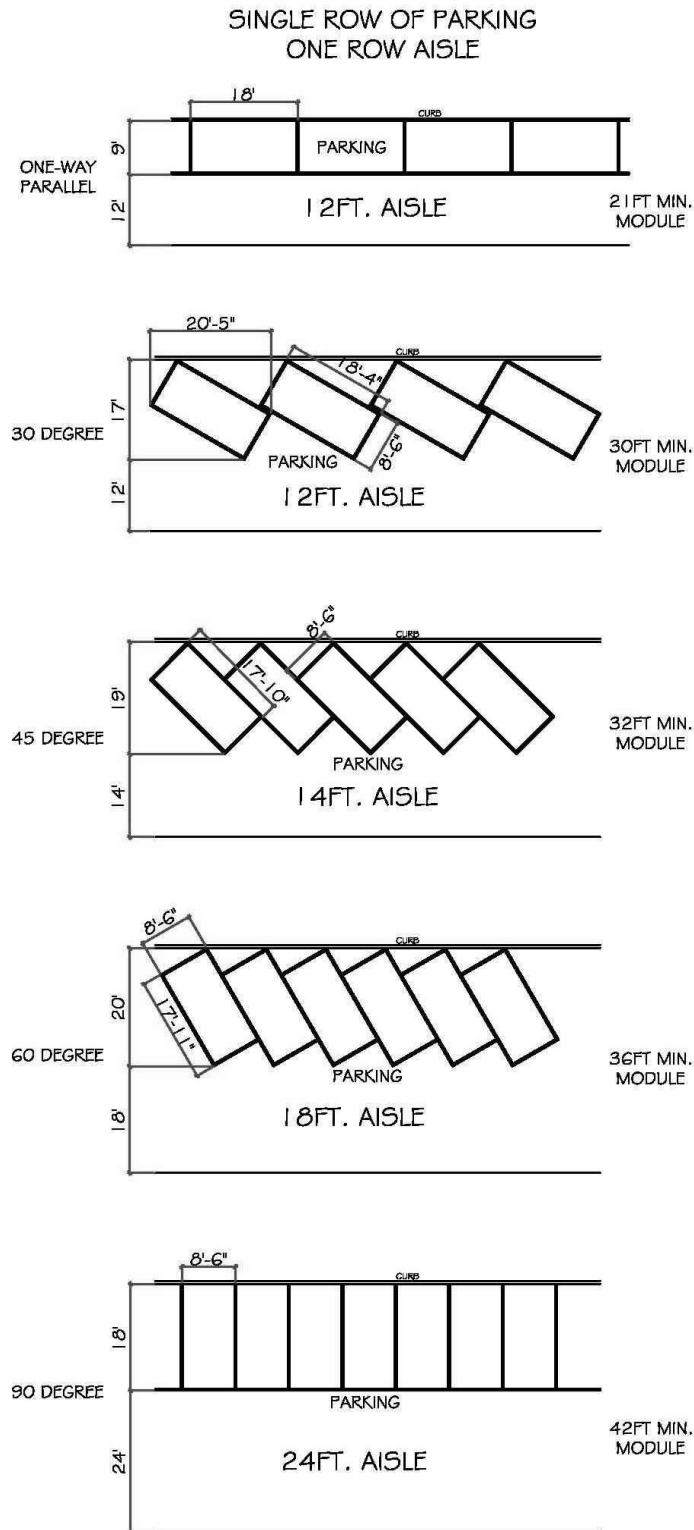 SINGLE ROW OF PARKING
ONE ROW AISLE
18'
CURB
9'
PARKING
ONE-WAY
PARALLEL
12'
12FT. AISLE
21FT MIN.
MODULE
20'-5"
CURB
18'-4"
17'
30 DEGREE
8'-6"
PARKING
30FT MIN.
MODULE
12'
12FT. AISLE
8'-6"
CURB
17'-10"
19'
45 DEGREE
32FT MIN.
MODULE
PARKING
14'
14FT. AISLE
8'-6"
CURB
20'
17'-11"
60 DEGREE
36FT MIN.
MODULE
PARKING
18'
18FT. AISLE
8'-6"
CURB
18'
90 DEGREE
PARKING
42FT MIN.
MODULE
24'
24FT. AISLE